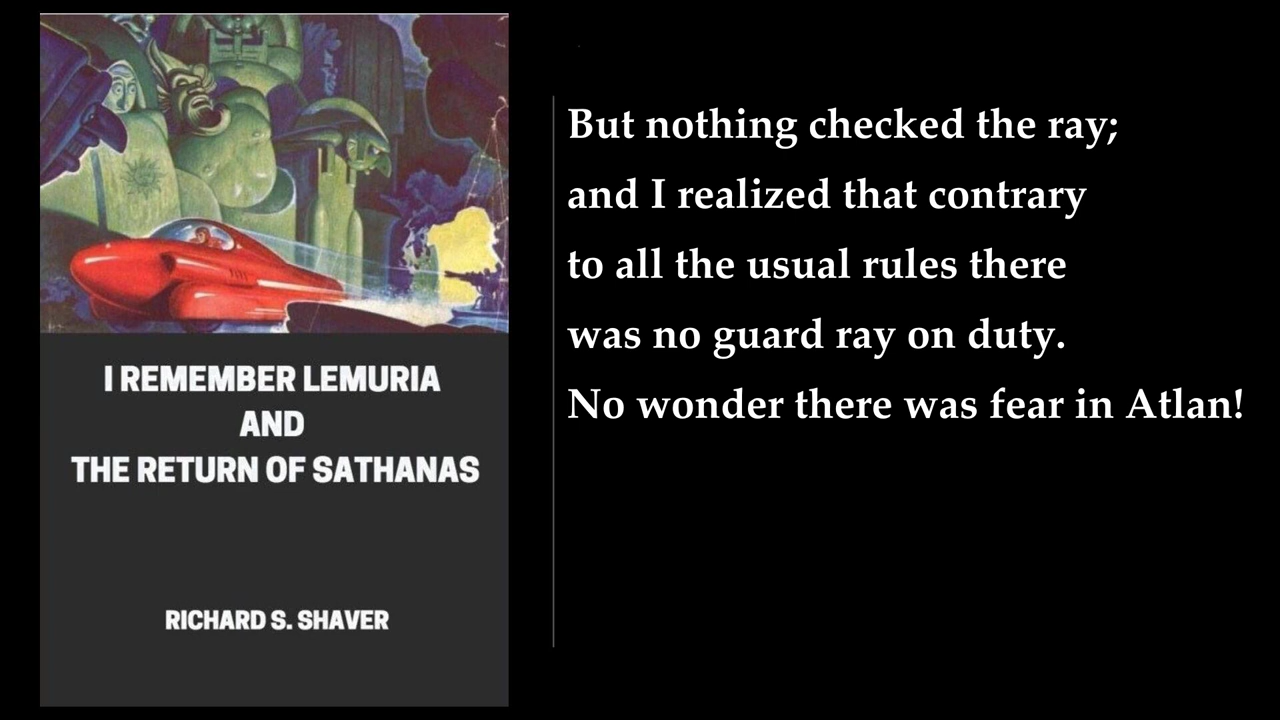 I REMEMBER LEMURIA
AND
THE RETURN OF SATHANAS
RICHARD S. SHAVER
But nothing checked the ray;
and I realized that contrary
to all the usual rules there
was no guard ray on duty.
No wonder there was fear in Atlan!